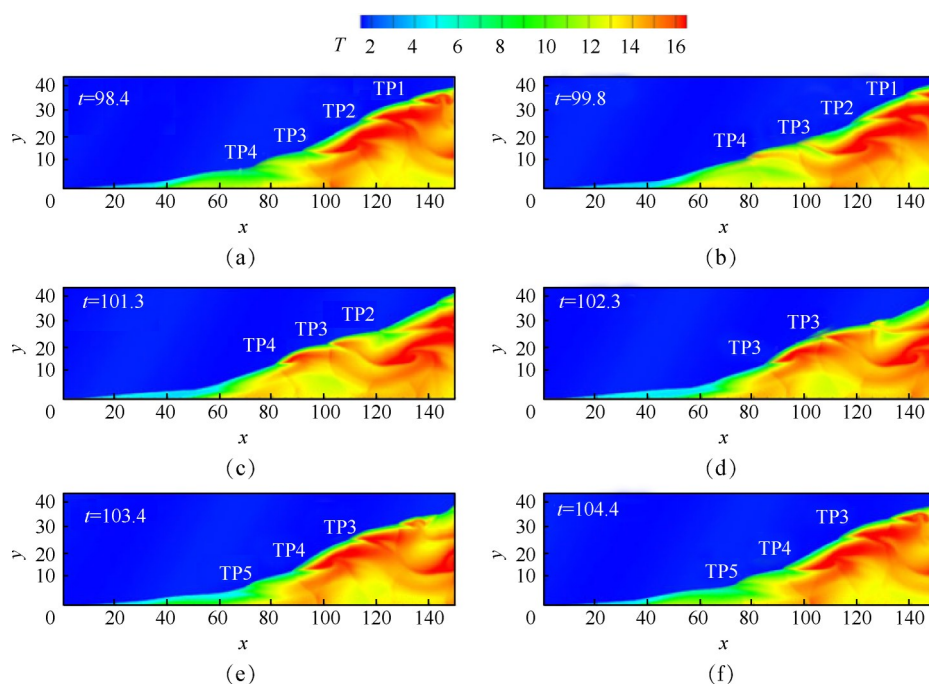 T 2 4 6 8 10 12 14 16
t=98.4 TP1 TP2 TP3 TP4
y 40 30 20 10 0
20 40 60 80 100 120 140
x
(a)
t=99.8 TP1 TP2 TP3 TP4
y 40 30 20 10 0
20 40 60 80 100 120 140
x
(b)
t=101.3 TP2 TP3 TP4
y 40 30 20 10 0
20 40 60 80 100 120 140
x
(c)
t=102.3 TP3 TP3
y 40 30 20 10 0
20 40 60 80 100 120 140
x
(d)
t=103.4 TP3 TP4 TP5
y 40 30 20 10 0
20 40 60 80 100 120 140
x
(e)
t=104.4 TP3 TP4 TP5
y 40 30 20 10 0
20 40 60 80 100 120 140
x
(f)